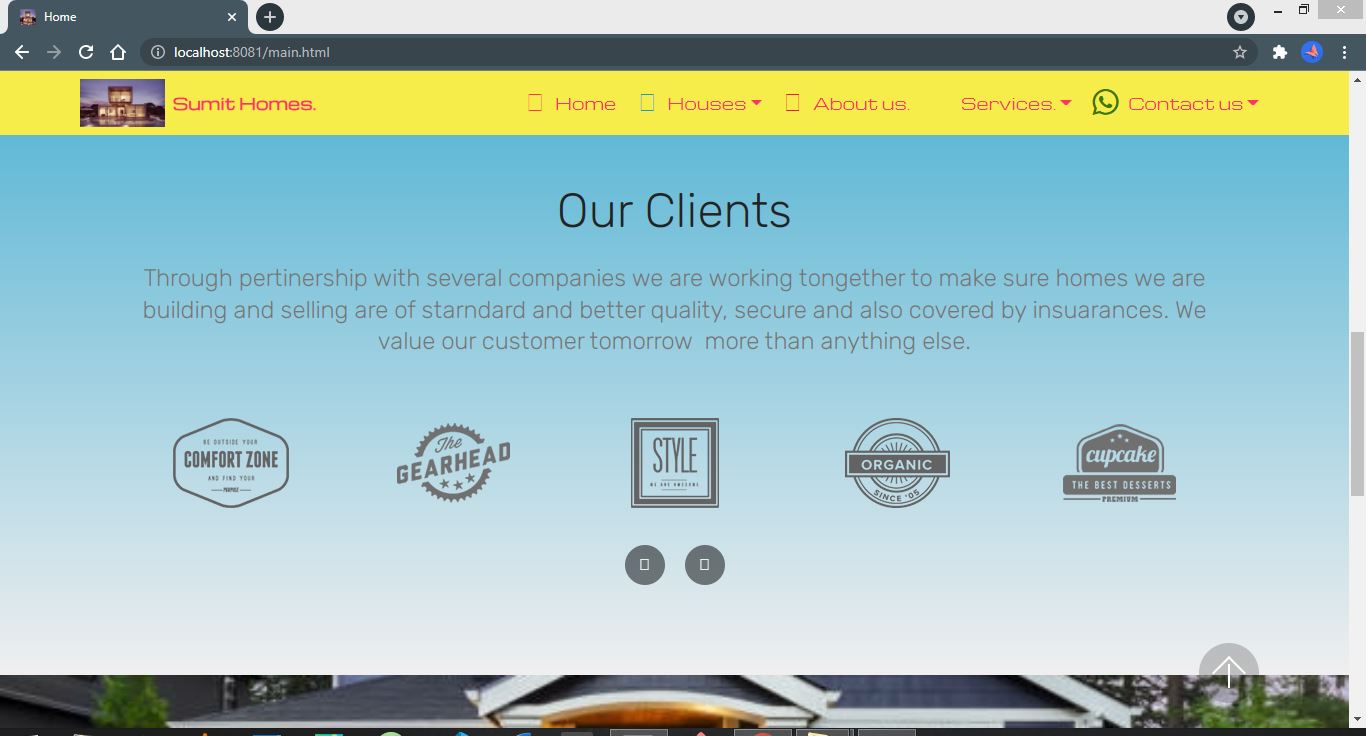 Home
localhost:8081/main.html
Sumit Homes.
Home
Houses
About us.
Services.
Contact us
Our Clients
Through pertinership with several companies we are working tongether to make sure homes we are
building and selling are of starndard and better quality, secure and also covered by insuarances. We
value our customer tomorrow  more than anything else.
BE OUTSIDE YOUR
COMFORT ZONE
AND FIND YOUR
PURPOSE
The
GEARHEAD
STYLE
WE ARE AWESOME
ORGANIC
SINCE '05
cupcake
THE BEST DESSERTS
PREMIUM